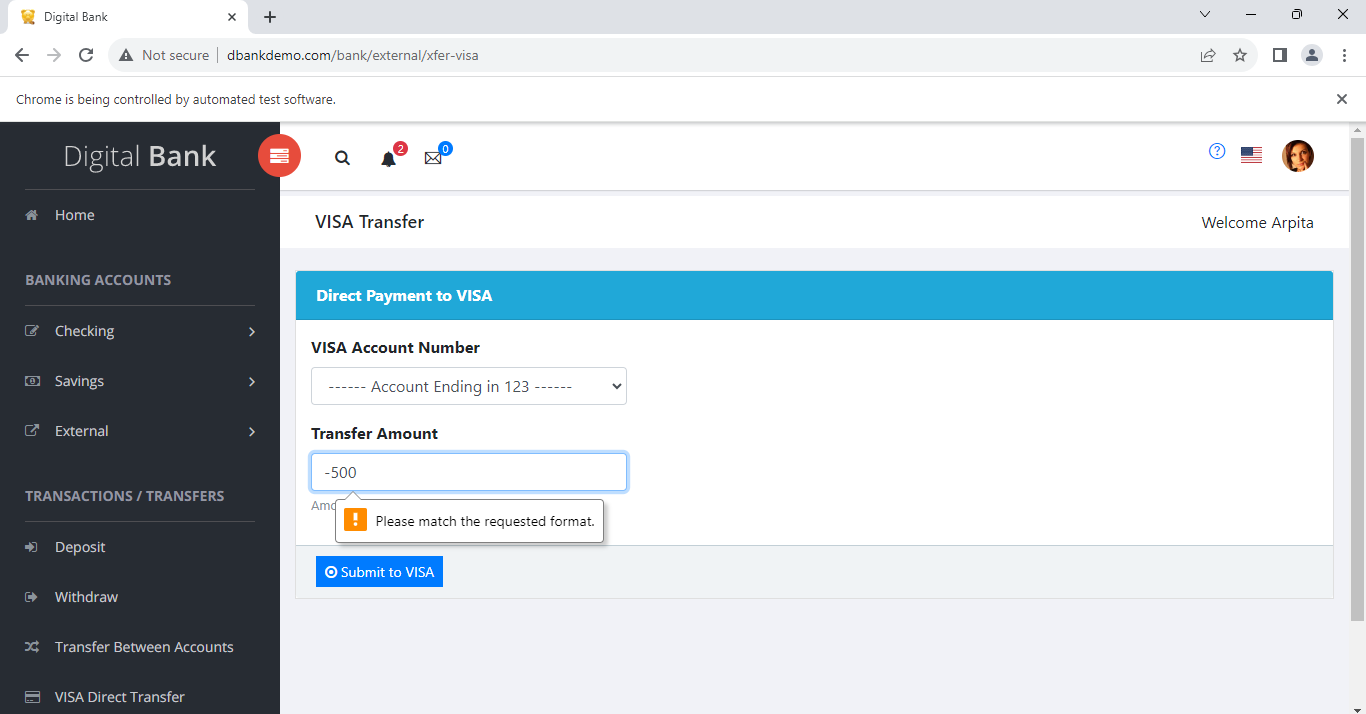 Digital Bank
Not secure dbankdemo.com/bank/external/xfer-visa
Chrome is being controlled by automated test software.
Digital Bank
2
0
Home
VISA Transfer
Welcome Arpita
BANKING ACCOUNTS
Checking
Savings
External
TRANSACTIONS / TRANSFERS
Deposit
Withdraw
Transfer Between Accounts
VISA Direct Transfer
Direct Payment to VISA
VISA Account Number
------ Account Ending in 123 ------
Transfer Amount
-500
Please match the requested format.
Submit to VISA